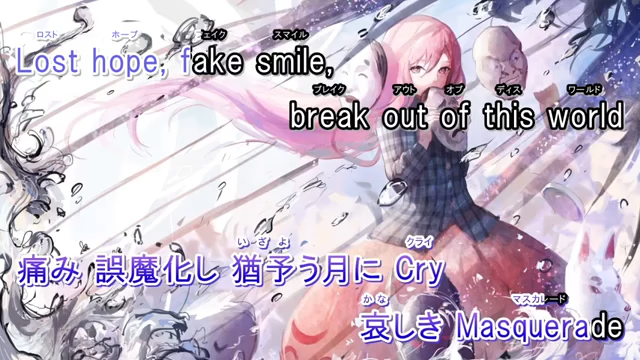 ロスト ホープ フェイク スマイル
Lost hope, fake smile,
ブレイク アウト オブ ディス ワールド
break out of this world
いざよ クライ
痛み 誤魔化し 猶予う月に Cry
かな マスカレード
哀しき Masquerade